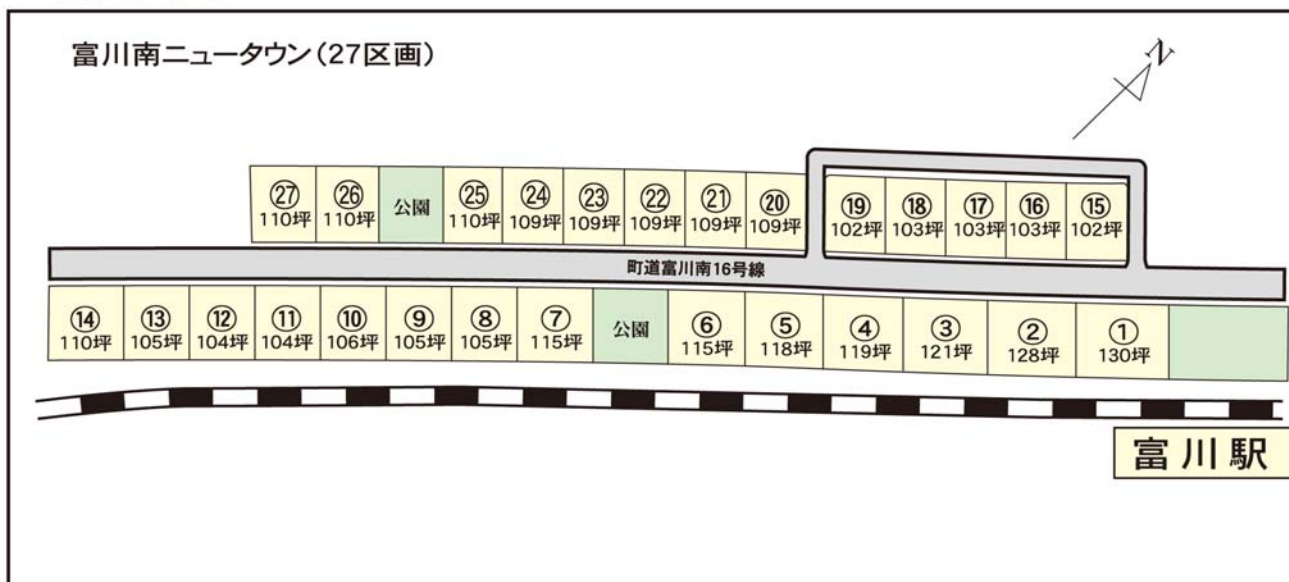 富川南ニュータウン(27区画)
N
㉗ ㉖ 公園 ㉕ ㉔ ㉓ ㉒ ㉑ ⑳ ⑲ ⑱ ⑰ ⑯ ⑮
110坪 110坪 110坪 109坪 109坪 109坪 109坪 109坪 102坪 103坪 103坪 103坪 102坪
町道富川南16号線
⑭ ⑬ ⑫ ⑪ ⑩ ⑨ ⑧ ⑦ 公園 ⑥ ⑤ ④ ③ ② ①
110坪 105坪 104坪 104坪 106坪 105坪 105坪 115坪 115坪 118坪 119坪 121坪 128坪 130坪
富川駅